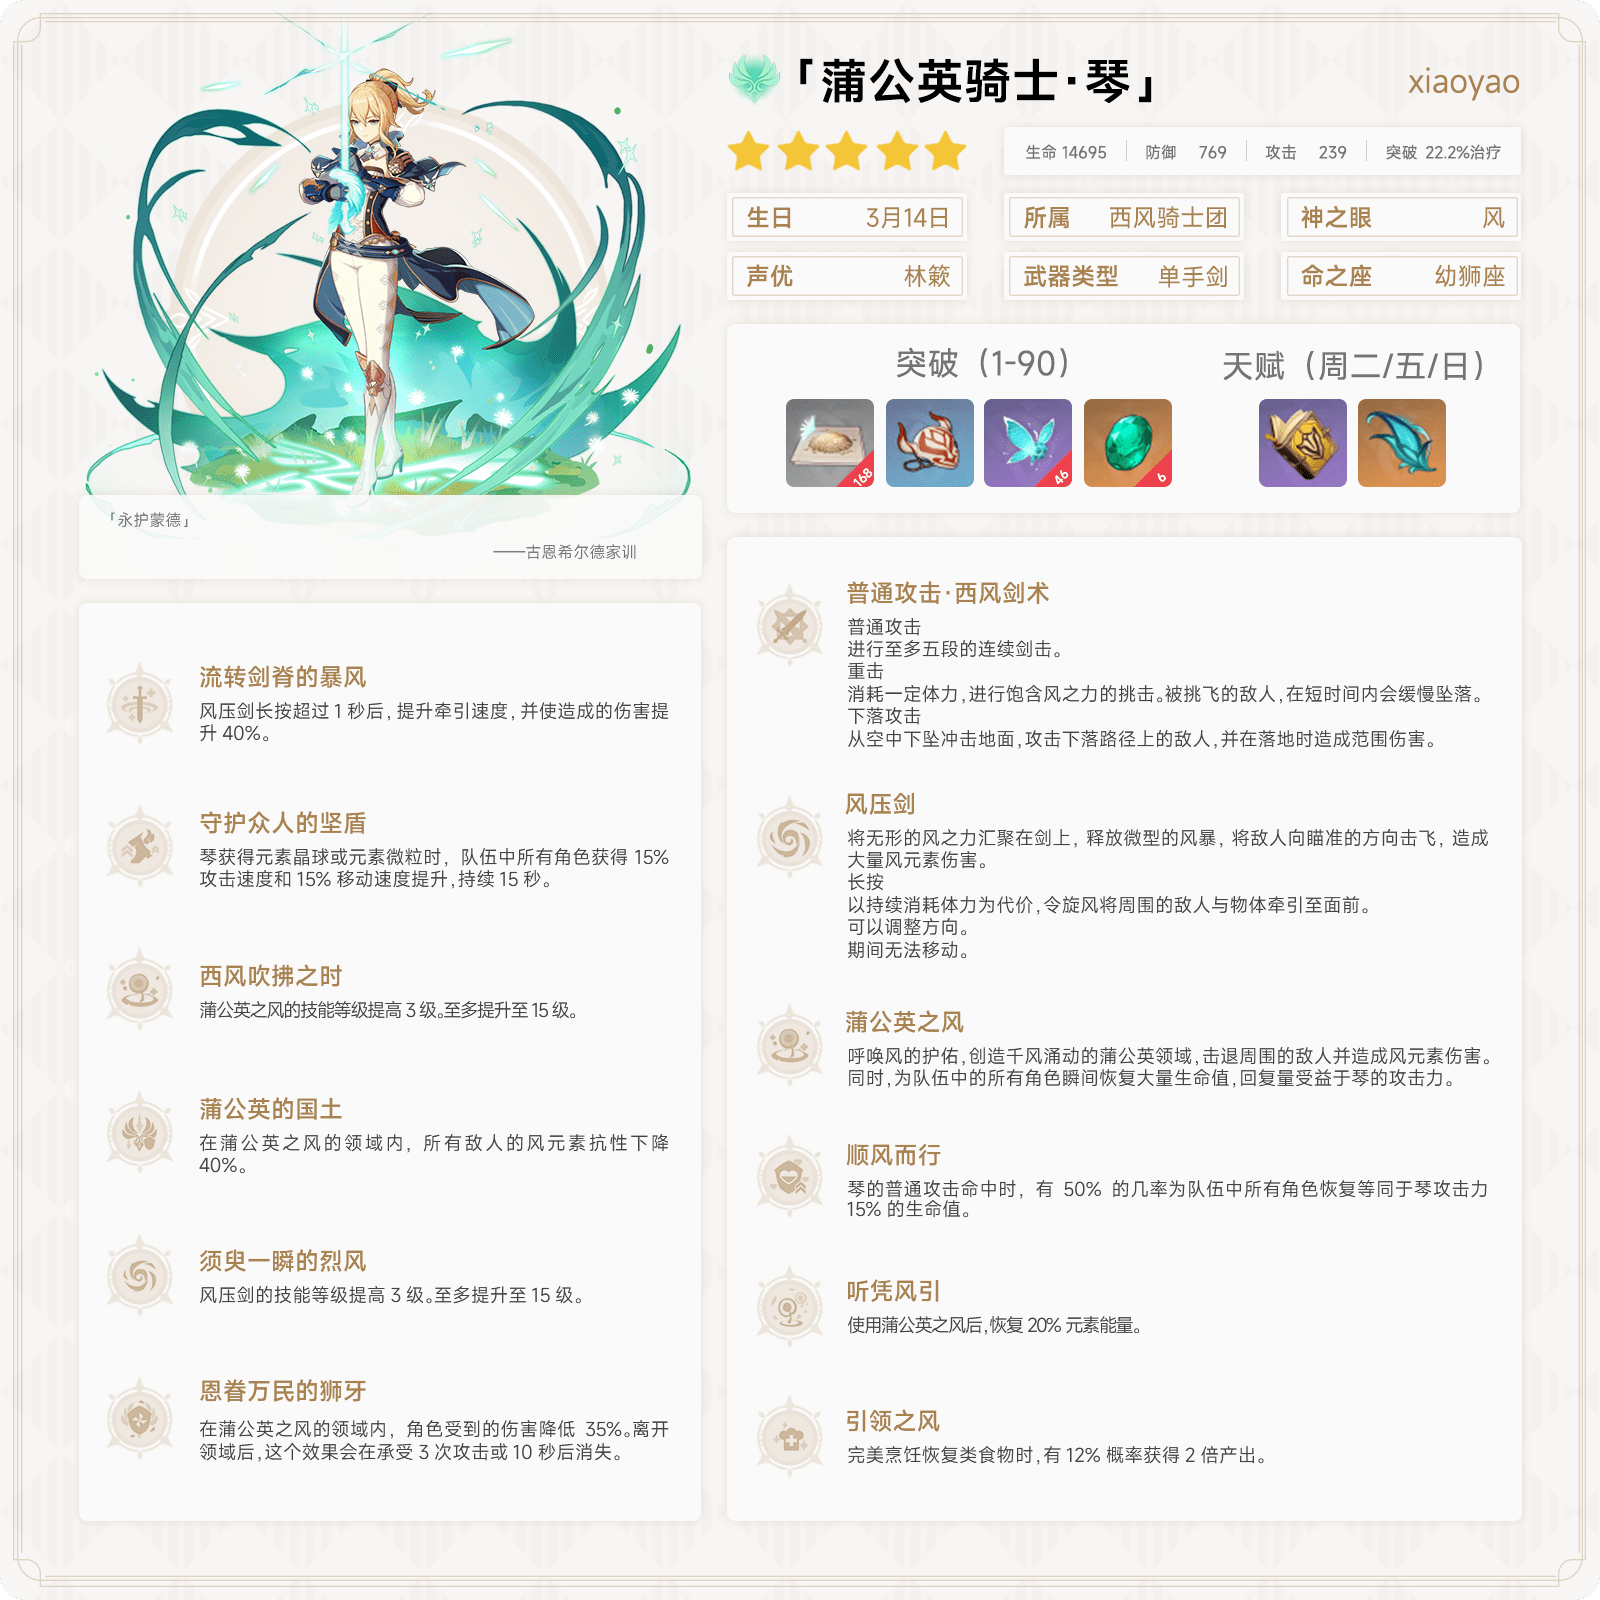 「蒲公英骑士·琴」
xiaoyao
生命 14695 防御 769 攻击 239 突破 22.2%治疗
生日 3月14日
所属 西风骑士团
神之眼 风
声优 林簌
武器类型 单手剑
命之座 幼狮座
突破（1-90）
天赋（周二/五/日）
168
46
6
「永护蒙德」
——古恩希尔德家训
流转剑脊的暴风
风压剑长按超过 1 秒后，提升牵引速度，并使造成的伤害提
升 40%。
守护众人的坚盾
琴获得元素晶球或元素微粒时，队伍中所有角色获得 15%
攻击速度和 15% 移动速度提升，持续 15 秒。
西风吹拂之时
蒲公英之风的技能等级提高 3 级。至多提升至 15 级。
蒲公英的国土
在蒲公英之风的领域内，所有敌人的风元素抗性下降
40%。
须臾一瞬的烈风
风压剑的技能等级提高 3 级。至多提升至 15 级。
恩眷万民的狮牙
在蒲公英之风的领域内，角色受到的伤害降低 35%。离开
领域后，这个效果会在承受 3 次攻击或 10 秒后消失。
普通攻击·西风剑术
普通攻击
进行至多五段的连续剑击。
重击
消耗一定体力，进行饱含风之力的挑击。被挑飞的敌人，在短时间内会缓慢坠落。
下落攻击
从空中下坠冲击地面，攻击下落路径上的敌人，并在落地时造成范围伤害。
风压剑
将无形的风之力汇聚在剑上，释放微型的风暴，将敌人向瞄准的方向击飞，造成
大量风元素伤害。
长按
以持续消耗体力为代价，令旋风将周围的敌人与物体牵引至面前。
可以调整方向。
期间无法移动。
蒲公英之风
呼唤风的护佑，创造千风涌动的蒲公英领域，击退周围的敌人并造成风元素伤害。
同时，为队伍中的所有角色瞬间恢复大量生命值，回复量受益于琴的攻击力。
顺风而行
琴的普通攻击命中时，有 50% 的几率为队伍中所有角色恢复等同于琴攻击力
15% 的生命值。
听凭风引
使用蒲公英之风后，恢复 20% 元素能量。
引领之风
完美烹饪恢复类食物时，有 12% 概率获得 2 倍产出。